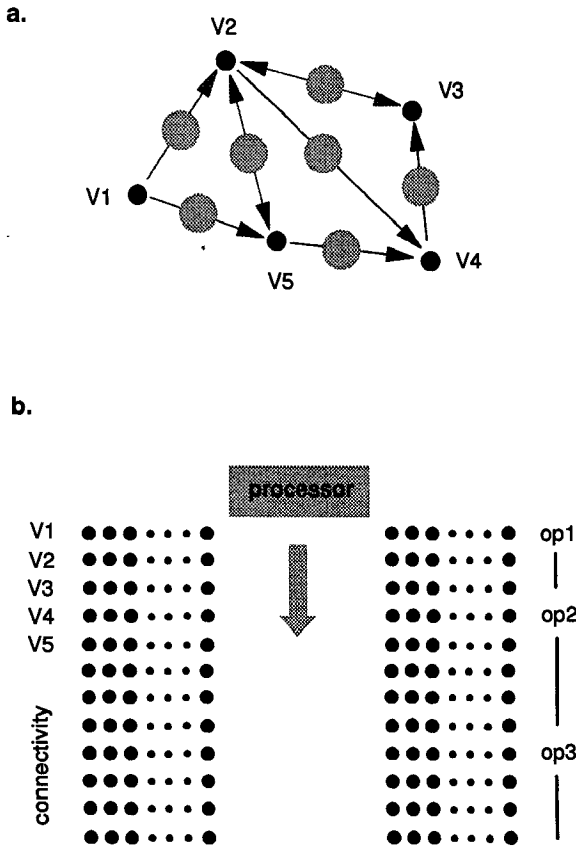 a.
V2
V3
V1
V5
V4
b.
processor
V1
op1
V2
V3
V4
op2
V5
connectivity
op3